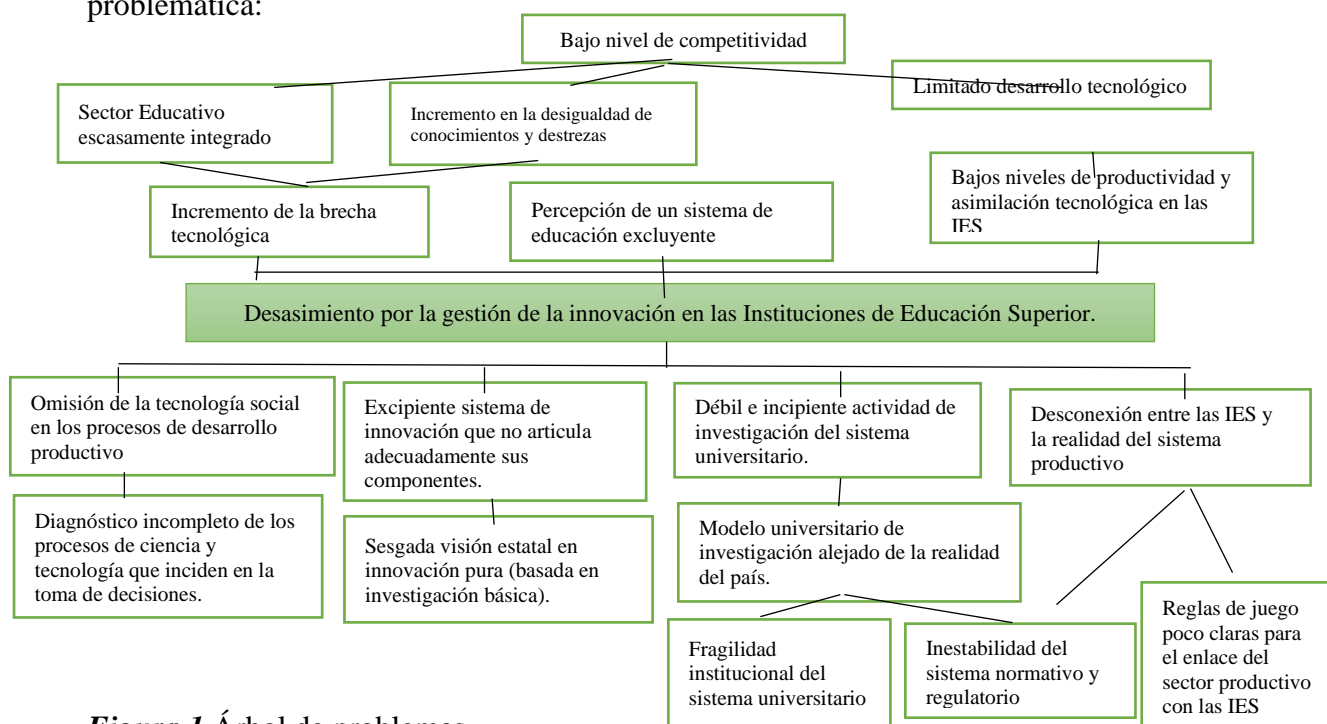 problemática:
Bajo nivel de competitividad
Limitado desarrollo tecnológico
Sector Educativo
escasamente integrado
Incremento en la desigualdad de
conocimientos y destrezas
Bajos niveles de productividad y
asimilación tecnológica en las
IES
Incremento de la brecha
tecnológica
Percepción de un sistema de
educación excluyente
Desasimiento por la gestión de la innovación en las Instituciones de Educación Superior.
Omisión de la tecnología social
en los procesos de desarrollo
productivo
Excipiente sistema de
innovación que no articula
adecuadamente sus
componentes.
Débil e incipiente actividad de
investigación del sistema
universitario.
Desconexión entre las IES y
la realidad del sistema
productivo
Diagnóstico incompleto de los
procesos de ciencia y
tecnología que inciden en la
toma de decisiones.
Sesgada visión estatal en
innovación pura (basada en
investigación básica).
Modelo universitario de
investigación alejado de la realidad
del país.
Fragilidad
institucional del
sistema universitario
Inestabilidad del
sistema normativo y
regulatorio
Reglas de juego
poco claras para
el enlace del
sector productivo
con las IES
Figura 1 Árbol de problemas